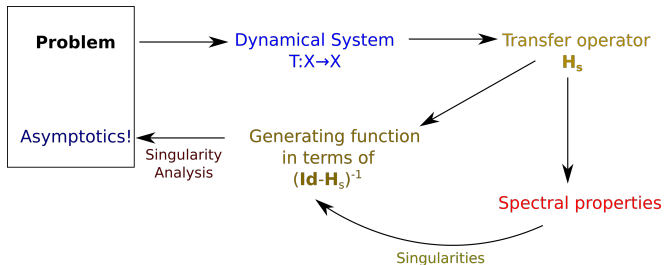 Problem
Dynamical System
T:X→X
Transfer operator
Hₛ
Asymptotics!
Singularity
Analysis
Generating function
in terms of
(Id-Hₛ)⁻¹
Spectral properties
Singularities